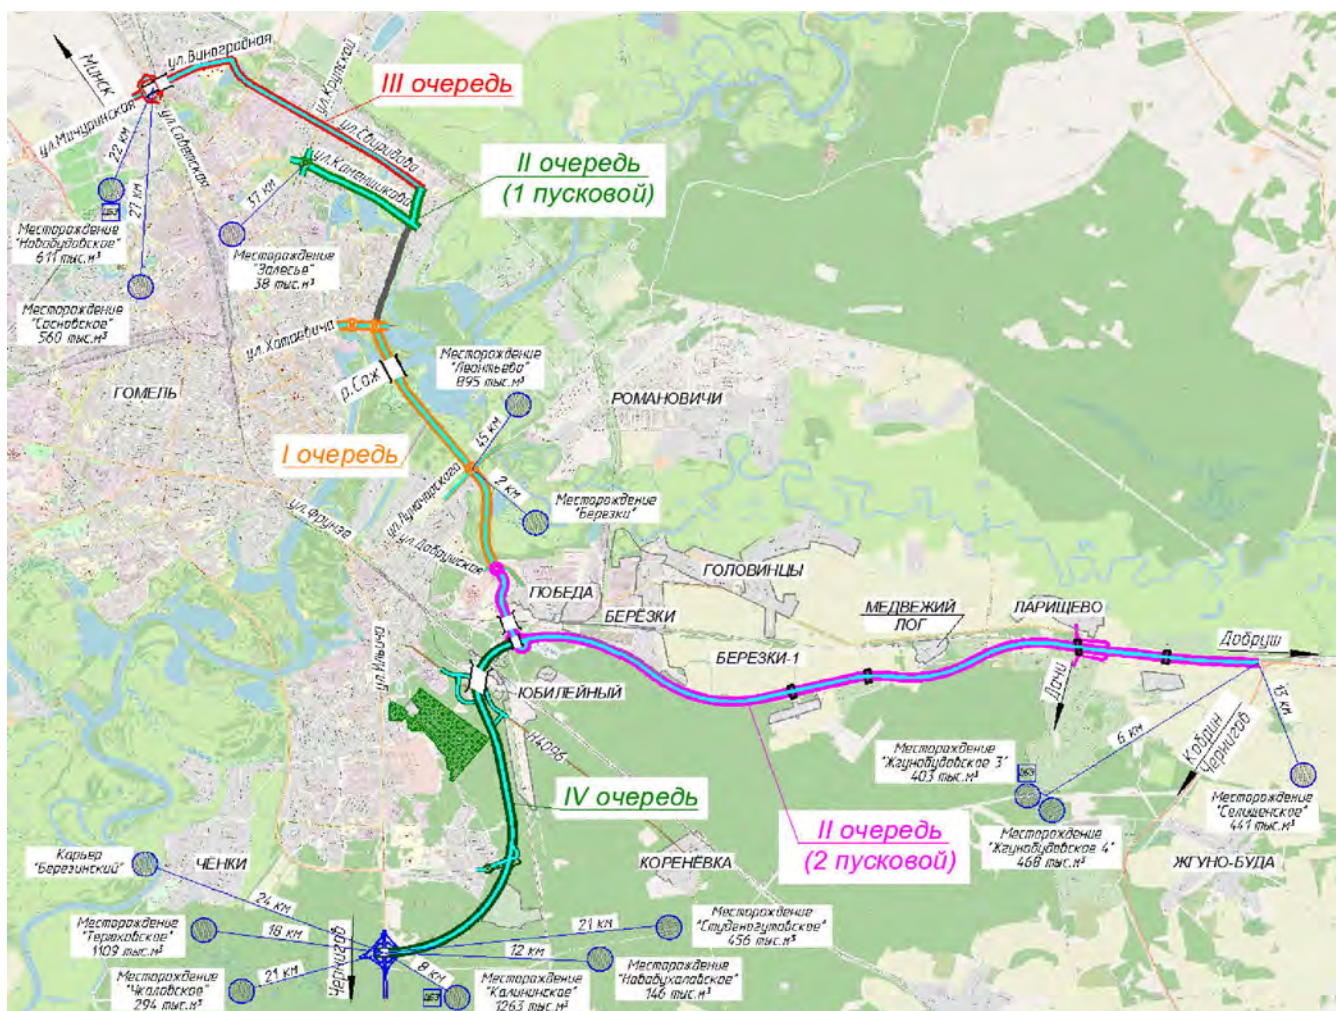 МИНСК
ул.Виноградная
ул.Мичуринская
ул.Советская
ул.Крупской
III очередь
ул.Свиридова
ул.Каменщикова
II очередь
(1 пусковой)
22 км
27 км
37 км
Месторождение
"Новобудовское"
611 тыс.м³
Месторождение
"Залесье"
38 тыс.м³
Месторождение
"Сосновское"
560 тыс.м³
ул.Хатаевича
р.Сож
Месторождение
"Леонтьево"
895 тыс.м³
ГОМЕЛЬ
РОМАНОВИЧИ
I очередь
45 км
2 км
ул.Луначарского
Месторождение
"Березки"
ул.Фрунзе
ул.Добрушское
ПОБЕДА
ГОЛОВИНЦЫ
БЕРЁЗКИ
МЕДВЕЖИЙ
ЛОГ
ЛАРИЩЕВО
Добруш
БЕРЕЗКИ-1
ул.Ильича
ЮБИЛЕЙНЫЙ
Дачи
13 км
6 км
Кобрин
Чернигов
Н4096
Месторождение
"Жгунобудовское 3"
403 тыс.м³
IV очередь
Месторождение
"Селищенское"
441 тыс.м³
II очередь
(2 пусковой)
Месторождение
"Жгунобудовское 4"
468 тыс.м³
Карьер
"Березинский"
ЧЁНКИ
КОРЕНЁВКА
ЖГУНО-БУДА
24 км
Месторождение
"Терюховское"
1109 тыс.м³
18 км
21 км
Месторождение
"Студеногутовское"
456 тыс.м³
12 км
Месторождение
"Чкаловское"
294 тыс.м³
21 км
Чернигов
8 км
Месторождение
"Калининское"
1263 тыс.м³
Месторождение
"Новобухаловское"
146 тыс.м³